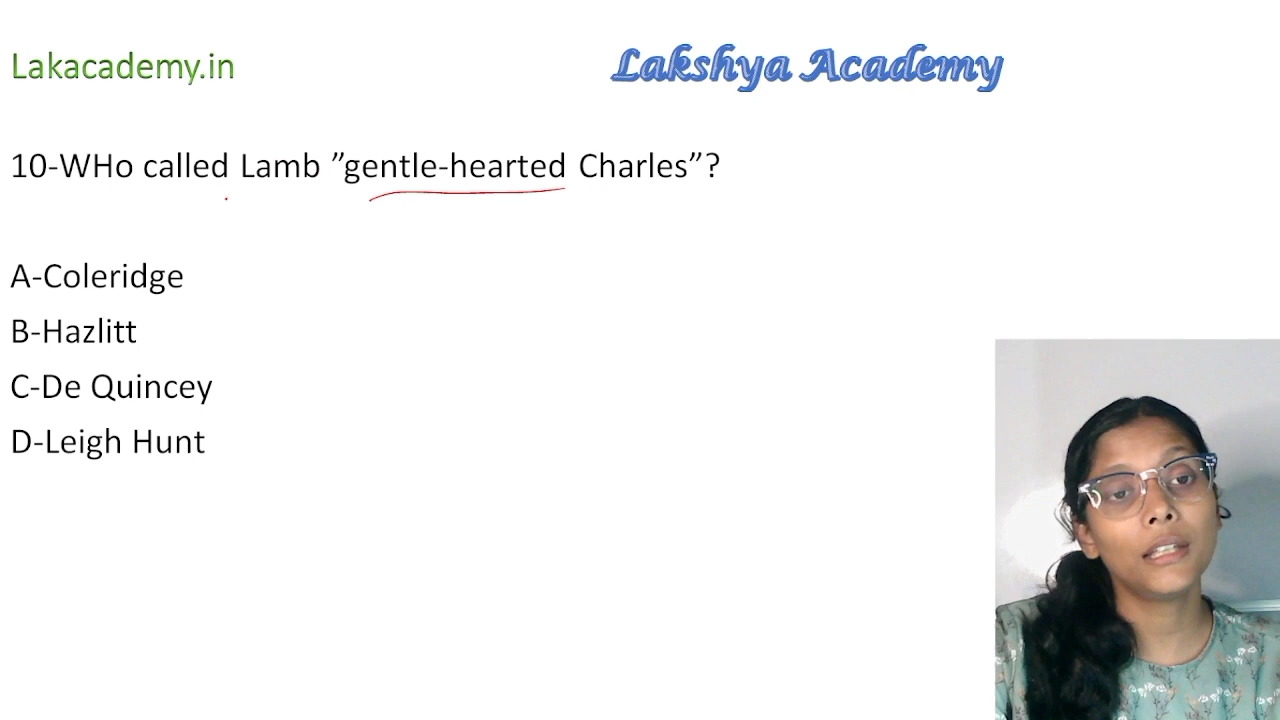 Lakacademy.in
Lakshya Academy
10-WHo called Lamb ”gentle-hearted Charles”?
A-Coleridge
B-Hazlitt
C-De Quincey
D-Leigh Hunt